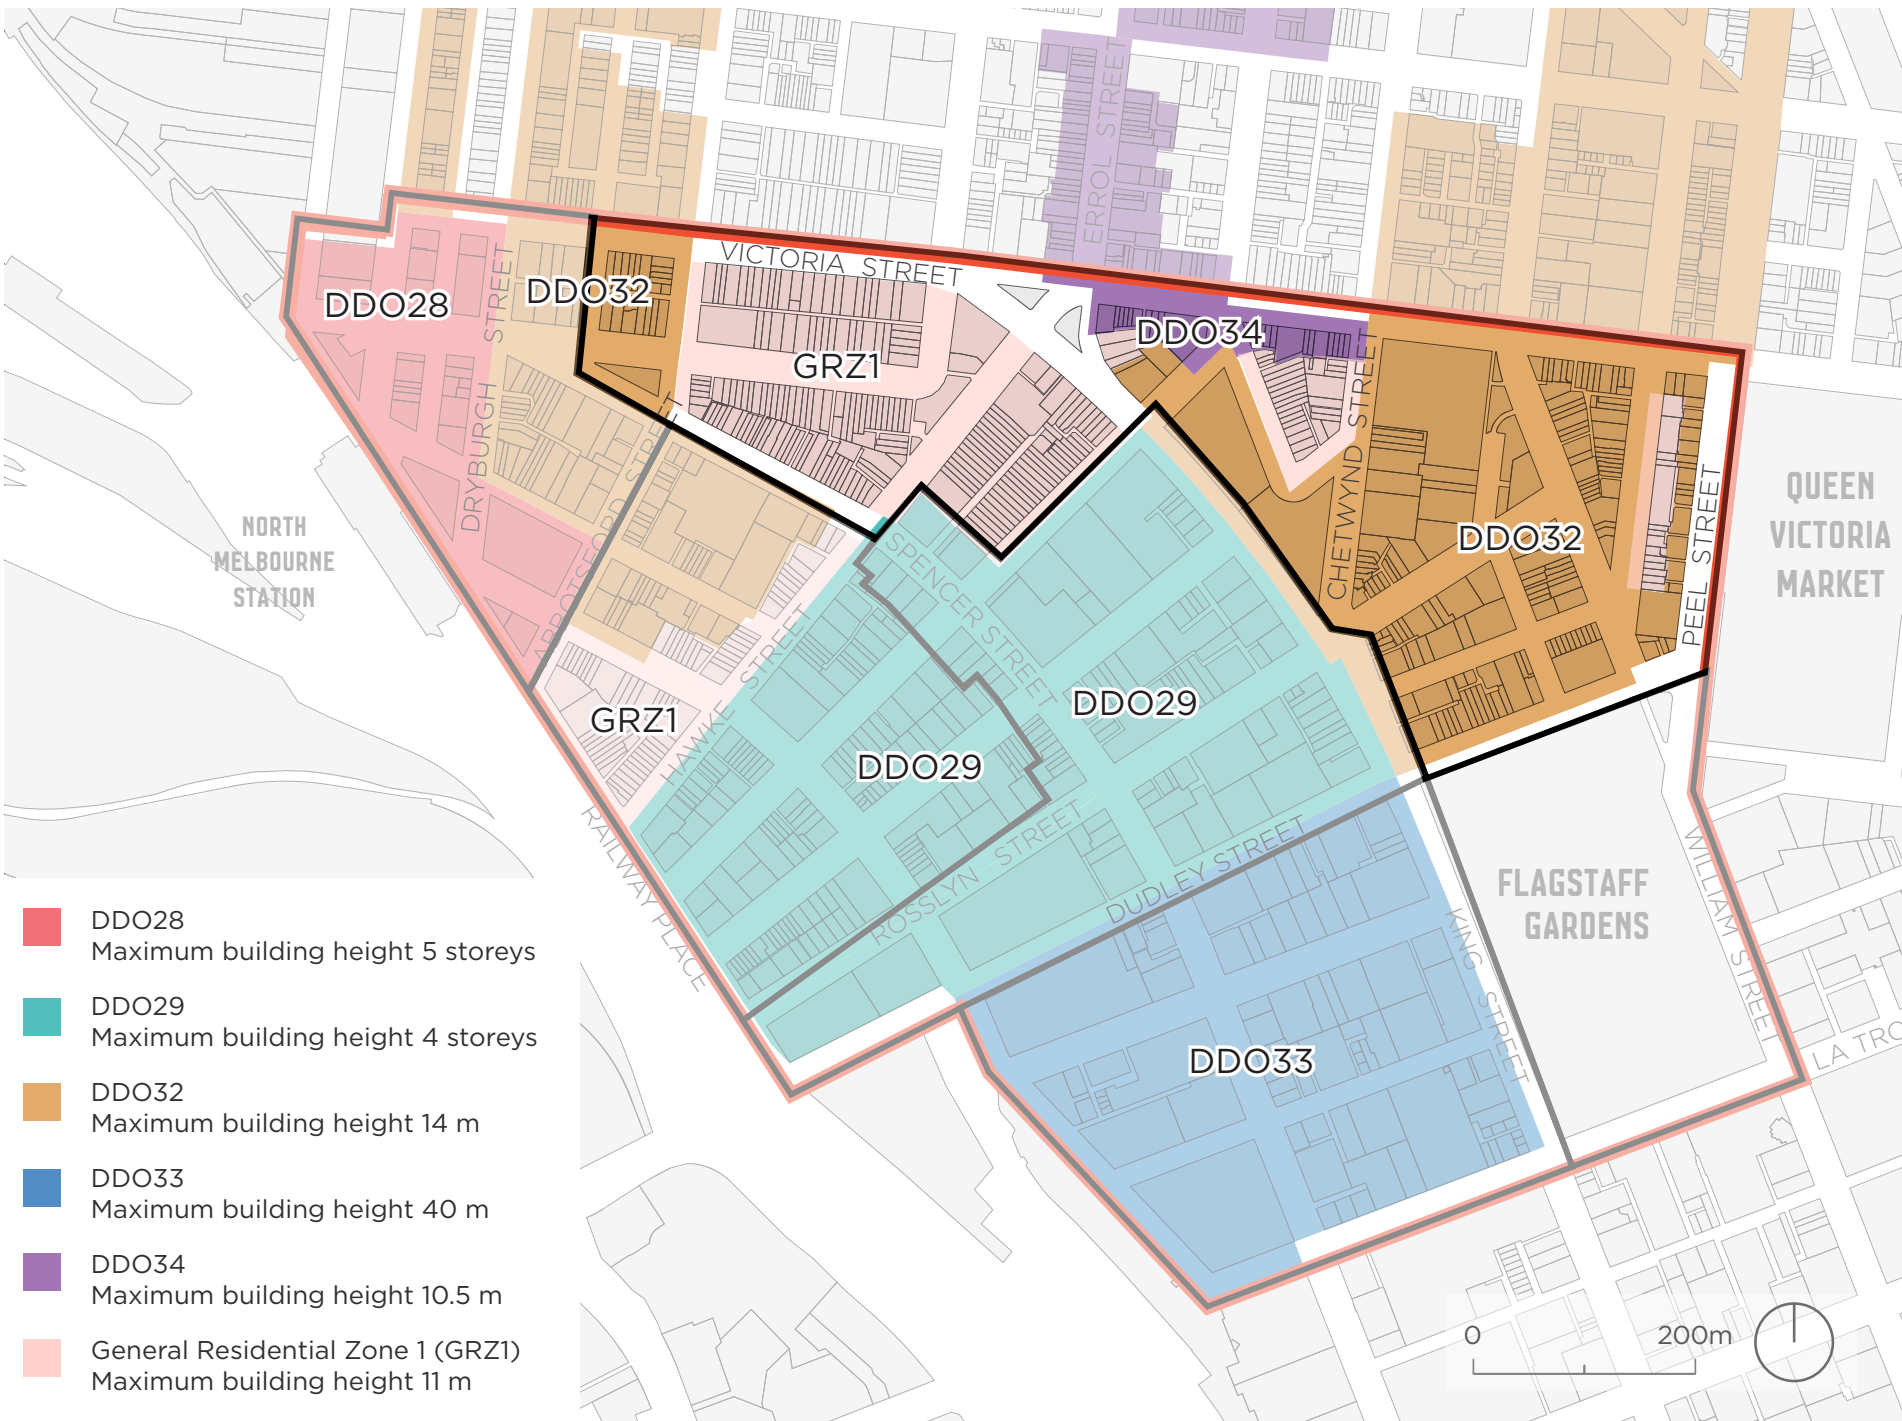 VICTORIA STREET
ERROL STREET
DDO28
DDO32
GRZ1
DDO34
DRYBURGH STREET
ABBOTSFORD STREET
CHETWYND STREET
DDO32
PEEL STREET
QUEEN
VICTORIA
MARKET
NORTH
MELBOURNE
STATION
SPENCER STREET
HAWKE STREET
GRZ1
DDO29
DDO29
RAILWAY PLACE
ROSSLYN STREET
DUDLEY STREET
FLAGSTAFF
GARDENS
WILLIAM STREET
KING STREET
LA TRO
DDO33
DDO28
Maximum building height 5 storeys
DDO29
Maximum building height 4 storeys
DDO32
Maximum building height 14 m
DDO33
Maximum building height 40 m
DDO34
Maximum building height 10.5 m
General Residential Zone 1 (GRZ1)
Maximum building height 11 m
0 200m